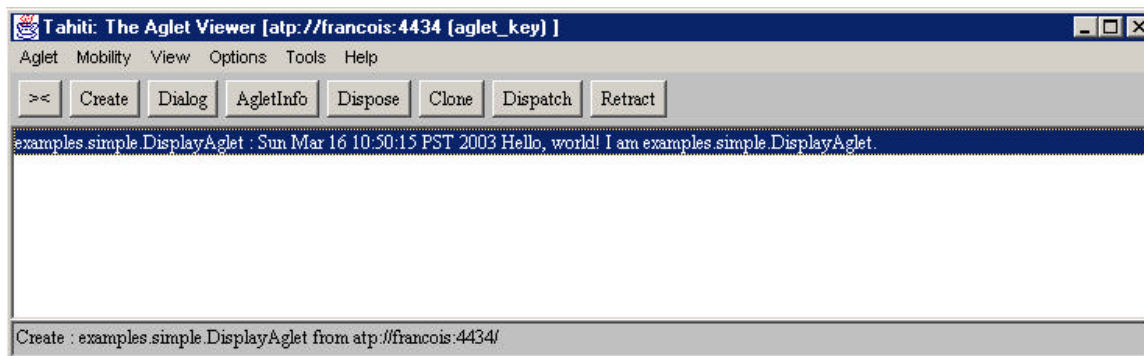 Tahiti: The Aglet Viewer [atp://francois:4434 (aglet_key) ]
Aglet Mobility View Options Tools Help
>< Create Dialog AgletInfo Dispose Clone Dispatch Retract
examples.simple.DisplayAglet : Sun Mar 16 10:50:15 PST 2003 Hello, world! I am examples.simple.DisplayAglet.
Create : examples.simple.DisplayAglet from atp://francois:4434/